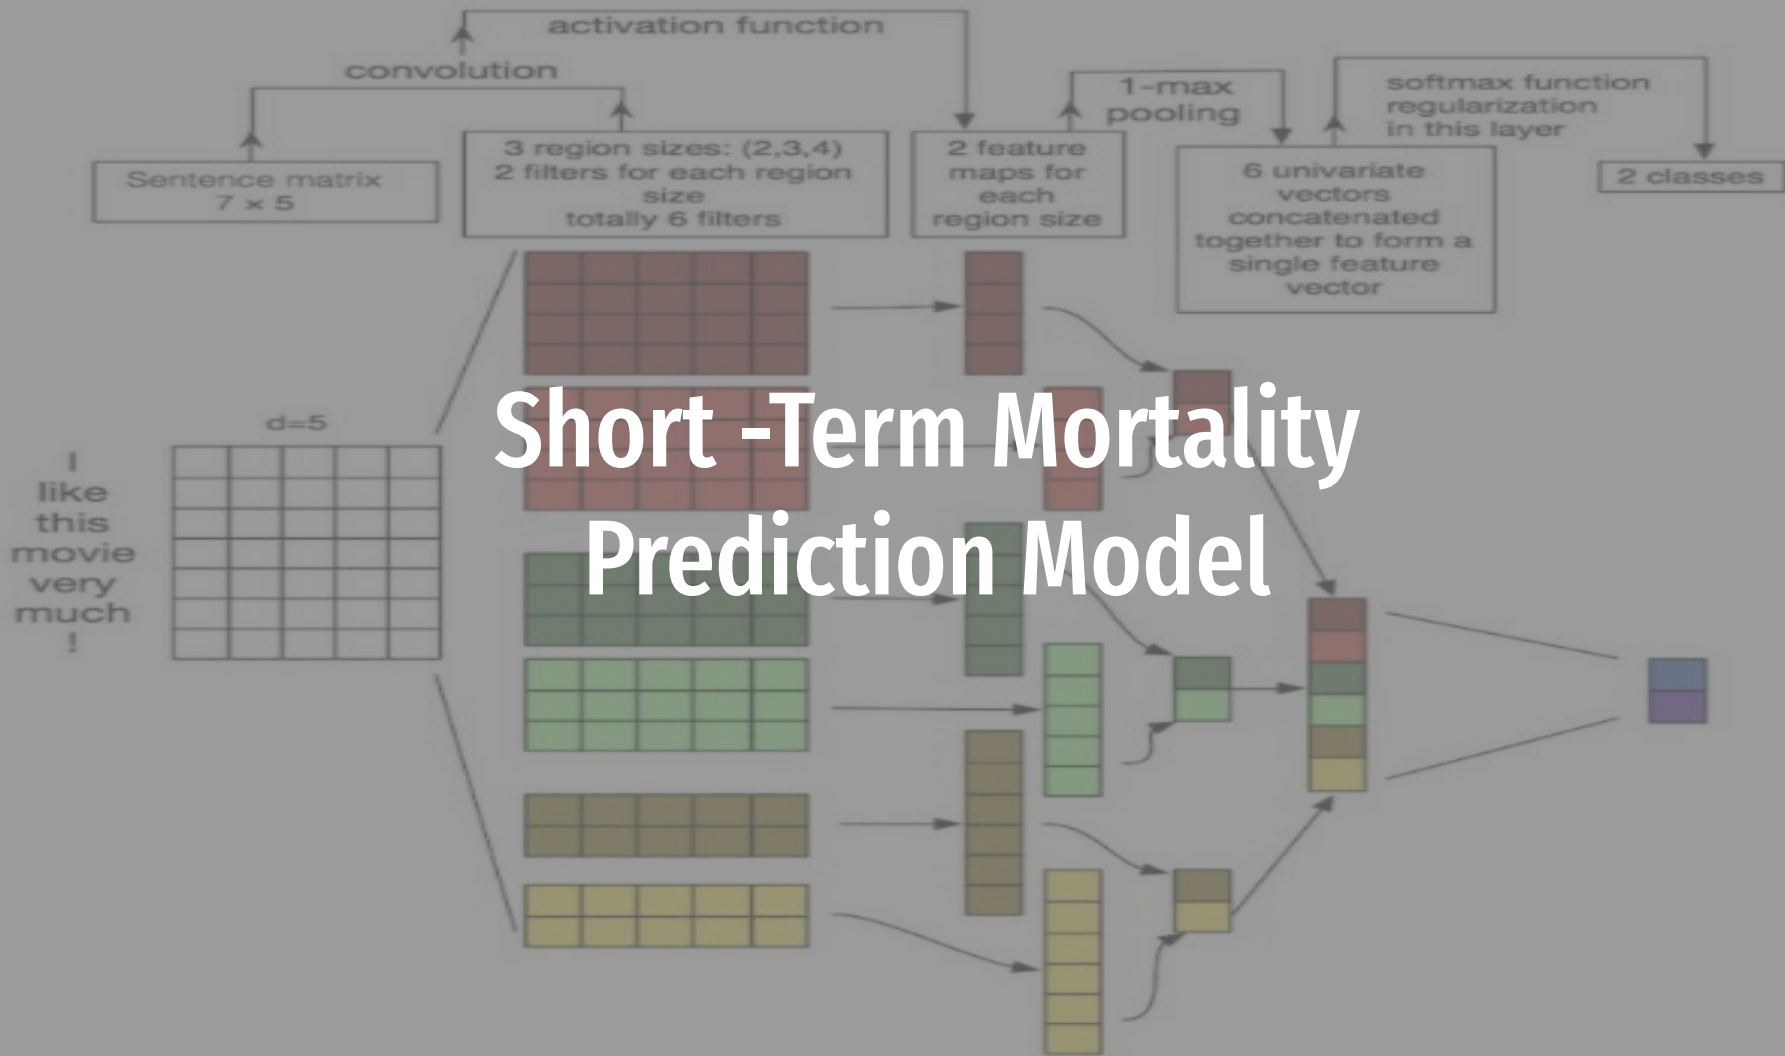 activation function
convolution
1-max
pooling
softmax function
regularization
in this layer
Sentence matrix
7 x 5
3 region sizes: (2,3,4)
2 filters for each region
size
totally 6 filters
2 feature
maps for
each
region size
6 univariate
vectors
concatenated
together to form a
single feature
vector
2 classes
d=5
I
like
this
movie
very
much
!
Short -Term Mortality
Prediction Model